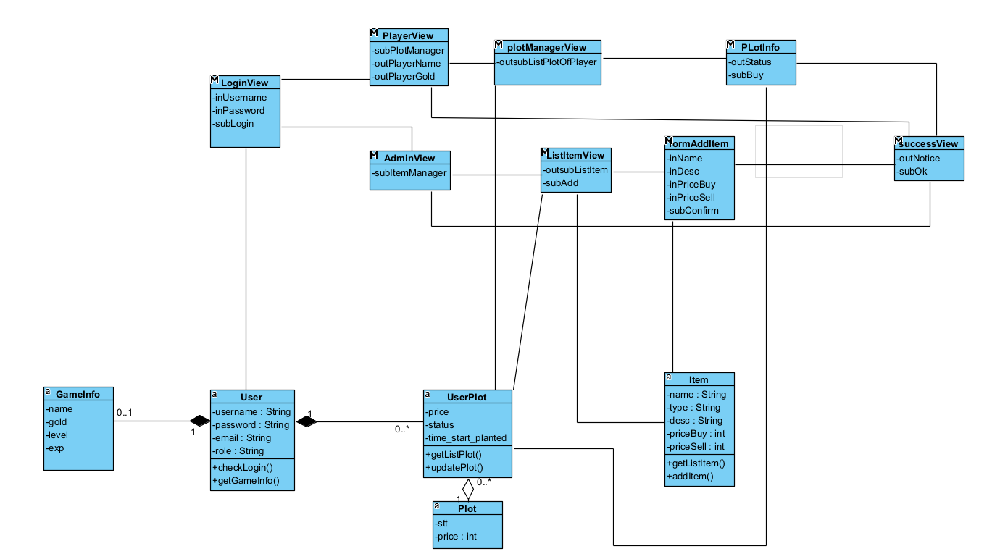 M
PlayerView
-subPlotManager
-outPlayerName
-outPlayerGold
M
plotManagerView
-outsubListPlotOfPlayer
M
PLotInfo
-outStatus
-subBuy
M
LoginView
-inUsername
-inPassword
-subLogin
M
AdminView
-subItemManager
M
ListItemView
-outsubListItem
-subAdd
M
formAddItem
-inName
-inDesc
-inPriceBuy
-inPriceSell
-subConfirm
M
successView
-outNotice
-subOk
a
GameInfo
-name
-gold
-level
-exp
0..1
1
a
User
-username : String
-password : String
-email : String
-role : String
+checkLogin()
+getGameInfo()
1
0..*
a
UserPlot
-price
-status
-time_start_planted
+getListPlot()
+updatePlot()
0..*
1
a
Plot
-stt
-price : int
a
Item
-name : String
-type : String
-desc : String
-priceBuy : int
-priceSell : int
+getListItem()
+addItem()